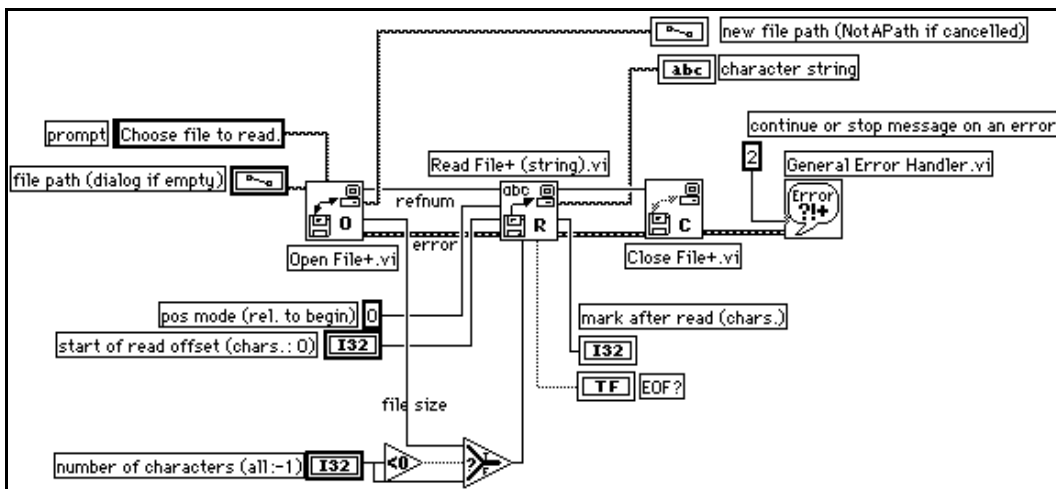 new file path (NotAPath if cancelled)
abc character string
prompt Choose file to read.
continue or stop message on an error
2
Read File+ (string).vi
General Error Handler.vi
file path (dialog if empty)
refnum
abc
Error
?!+
O
R
C
error
Open File+.vi
Close File+.vi
pos mode (rel. to begin) 0
mark after read (chars.)
start of read offset (chars.: 0) I32
I32
TF EOF?
file size
number of characters (all:-1) I32
<0
? T
F